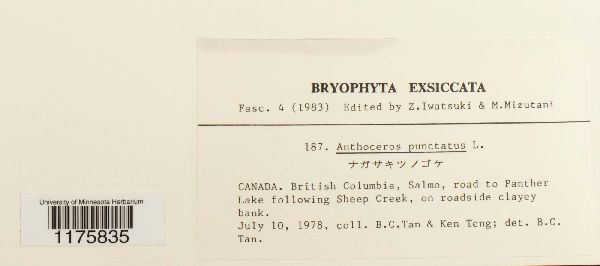 BRYOPHYTA EXSICCATA
Fasc. 4 (1983) Edited by Z.Iwatsuki & M.Mizutani
187. Anthoceros punctatus L.
ナガサキツノゴケ
CANADA. British Columbia, Salmo, road to Panther
Lake following Sheep Creek, on roadside clayey
bank.
July 10, 1978, coll. B.C.Tan & Ken Teng; det. B.C.
Tan.
University of Minnesota Herbarium
1175835